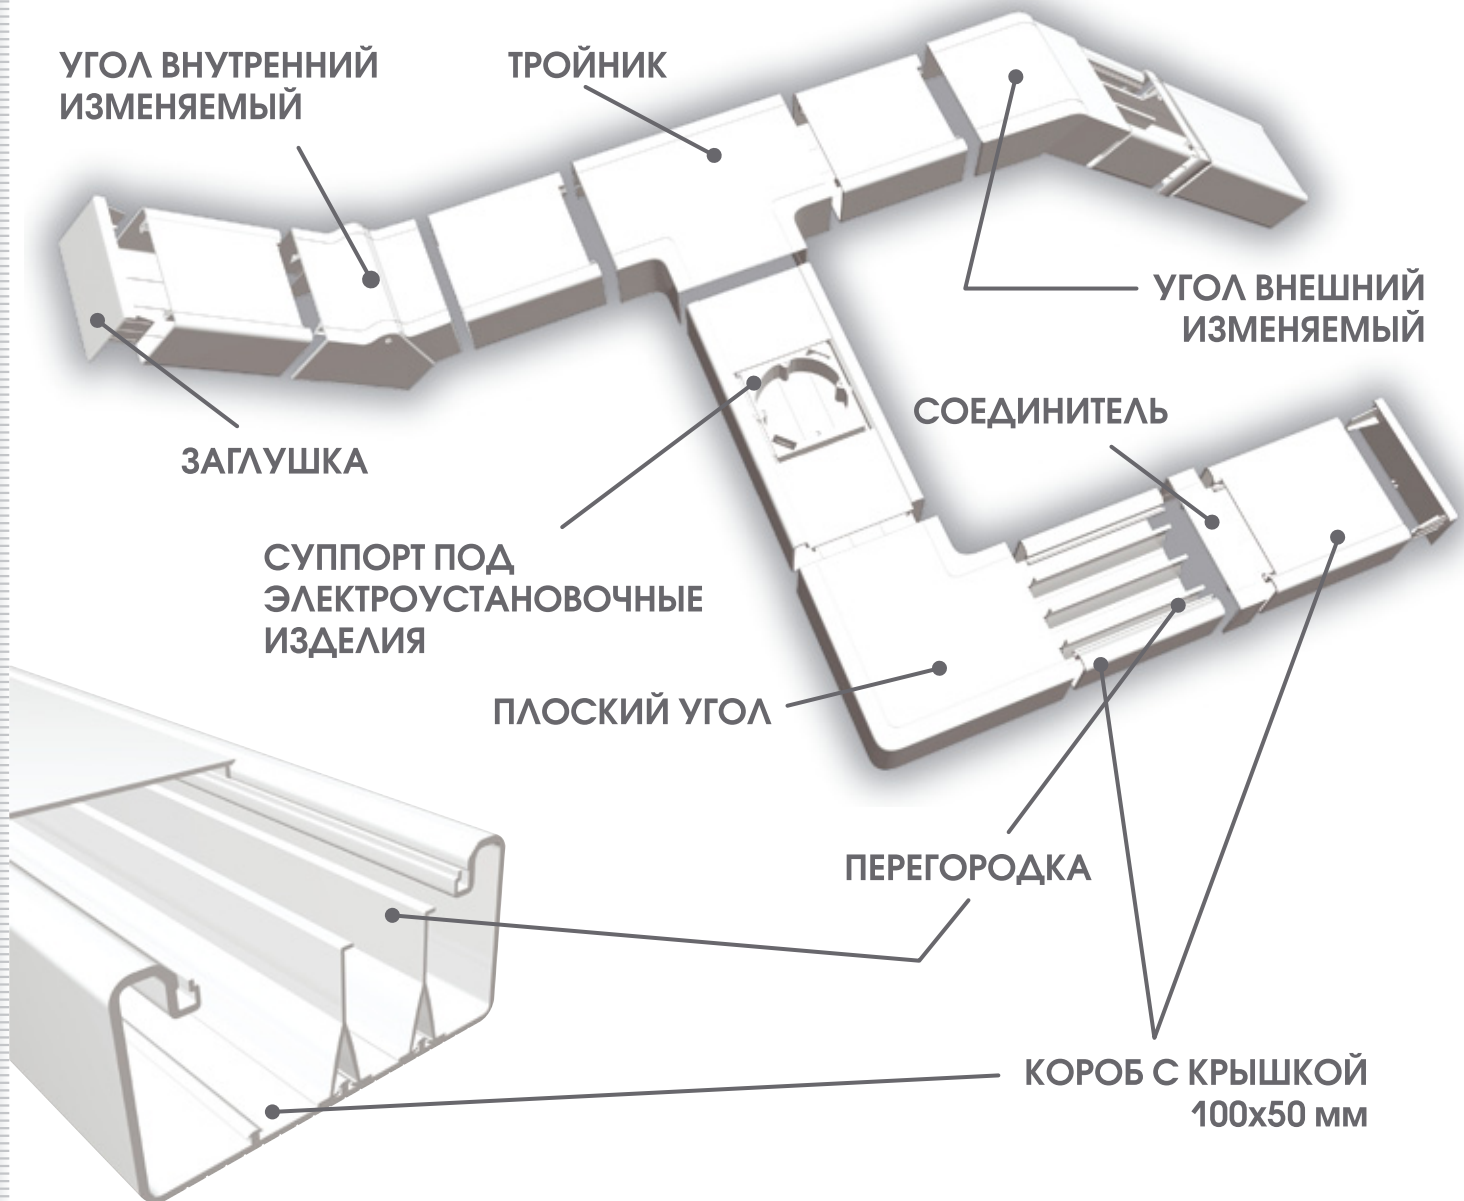 УГОЛ ВНУТРЕННИЙ
ИЗМЕНЯЕМЫЙ
ТРОЙНИК
УГОЛ ВНЕШНИЙ
ИЗМЕНЯЕМЫЙ
СОЕДИНИТЕЛЬ
ЗАГЛУШКА
СУППОРТ ПОД
ЭЛЕКТРОУСТАНОВОЧНЫЕ
ИЗДЕЛИЯ
ПЛОСКИЙ УГОЛ
ПЕРЕГОРОДКА
КОРОБ С КРЫШКОЙ
100х50 мм